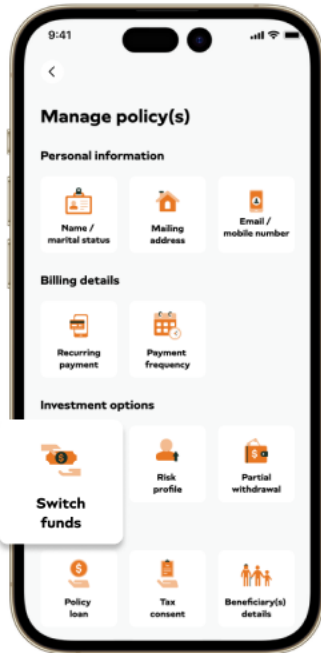 9:41
Manage policy(s)
Personal information
Name /
marital status
Mailing
address
Email /
mobile number
Billing details
Recurring
payment
Payment
frequency
Investment options
Switch
funds
Risk
profile
Partial
withdrawal
Policy
loan
Tax
consent
Beneficiary(s)
details